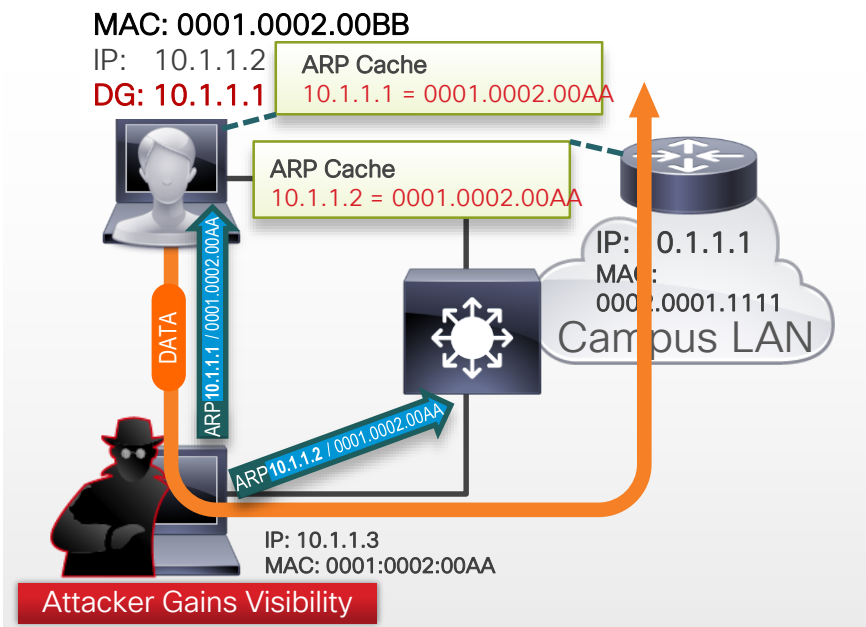 MAC: 0001.0002.00BB
IP: 10.1.1.2
DG: 10.1.1.1
ARP Cache
10.1.1.1 = 0001.0002.00AA
ARP Cache
10.1.1.2 = 0001.0002.00AA
IP: 10.1.1.1
MAC:
0002.0001.1111
Campus LAN
DATA
ARP 10.1.1.1 / 0001.0002.00AA
ARP 10.1.1.2 / 0001.0002.00AA
IP: 10.1.1.3
MAC: 0001:0002:00AA
Attacker Gains Visibility